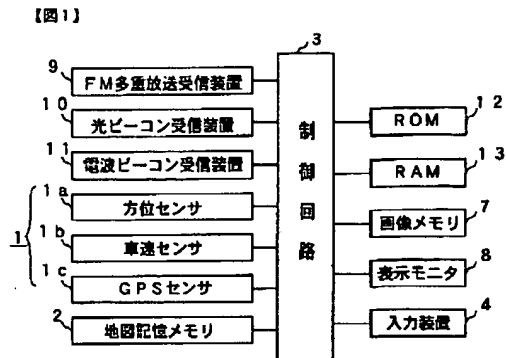 【図1】
3
9
FM多重放送受信装置
10
光ビーコン受信装置
11
電波ビーコン受信装置
1
1a
方位センサ
1b
車速センサ
1c
GPSセンサ
2
地図記憶メモリ
制御回路
12
ROM
13
RAM
7
画像メモリ
8
表示モニタ
4
入力装置